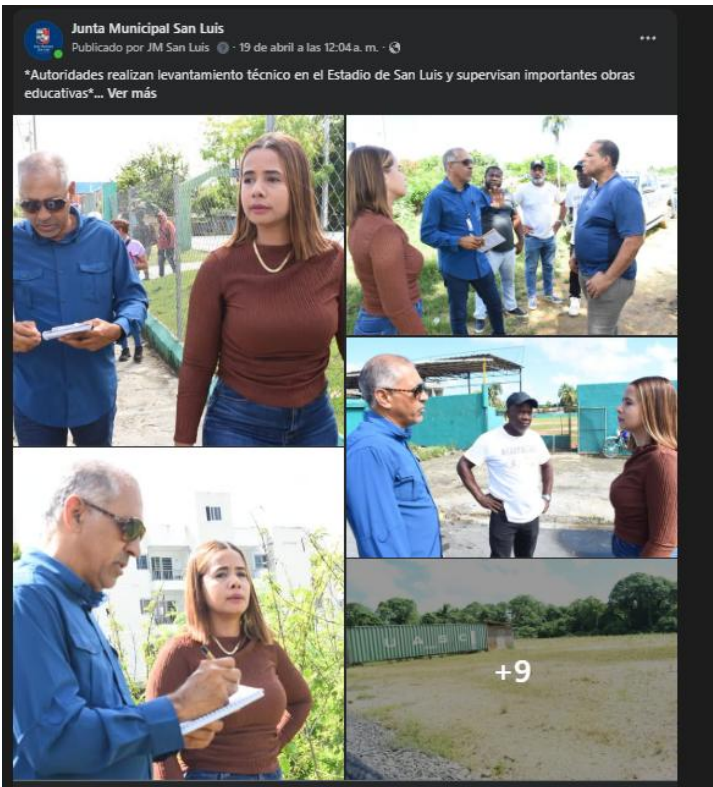 Junta Municipal San Luis
Publicado por JM San Luis · 19 de abril a las 12:04 a. m. ·
*Autoridades realizan levantamiento técnico en el Estadio de San Luis y supervisan importantes obras
educativas*... Ver más
UASC
+9